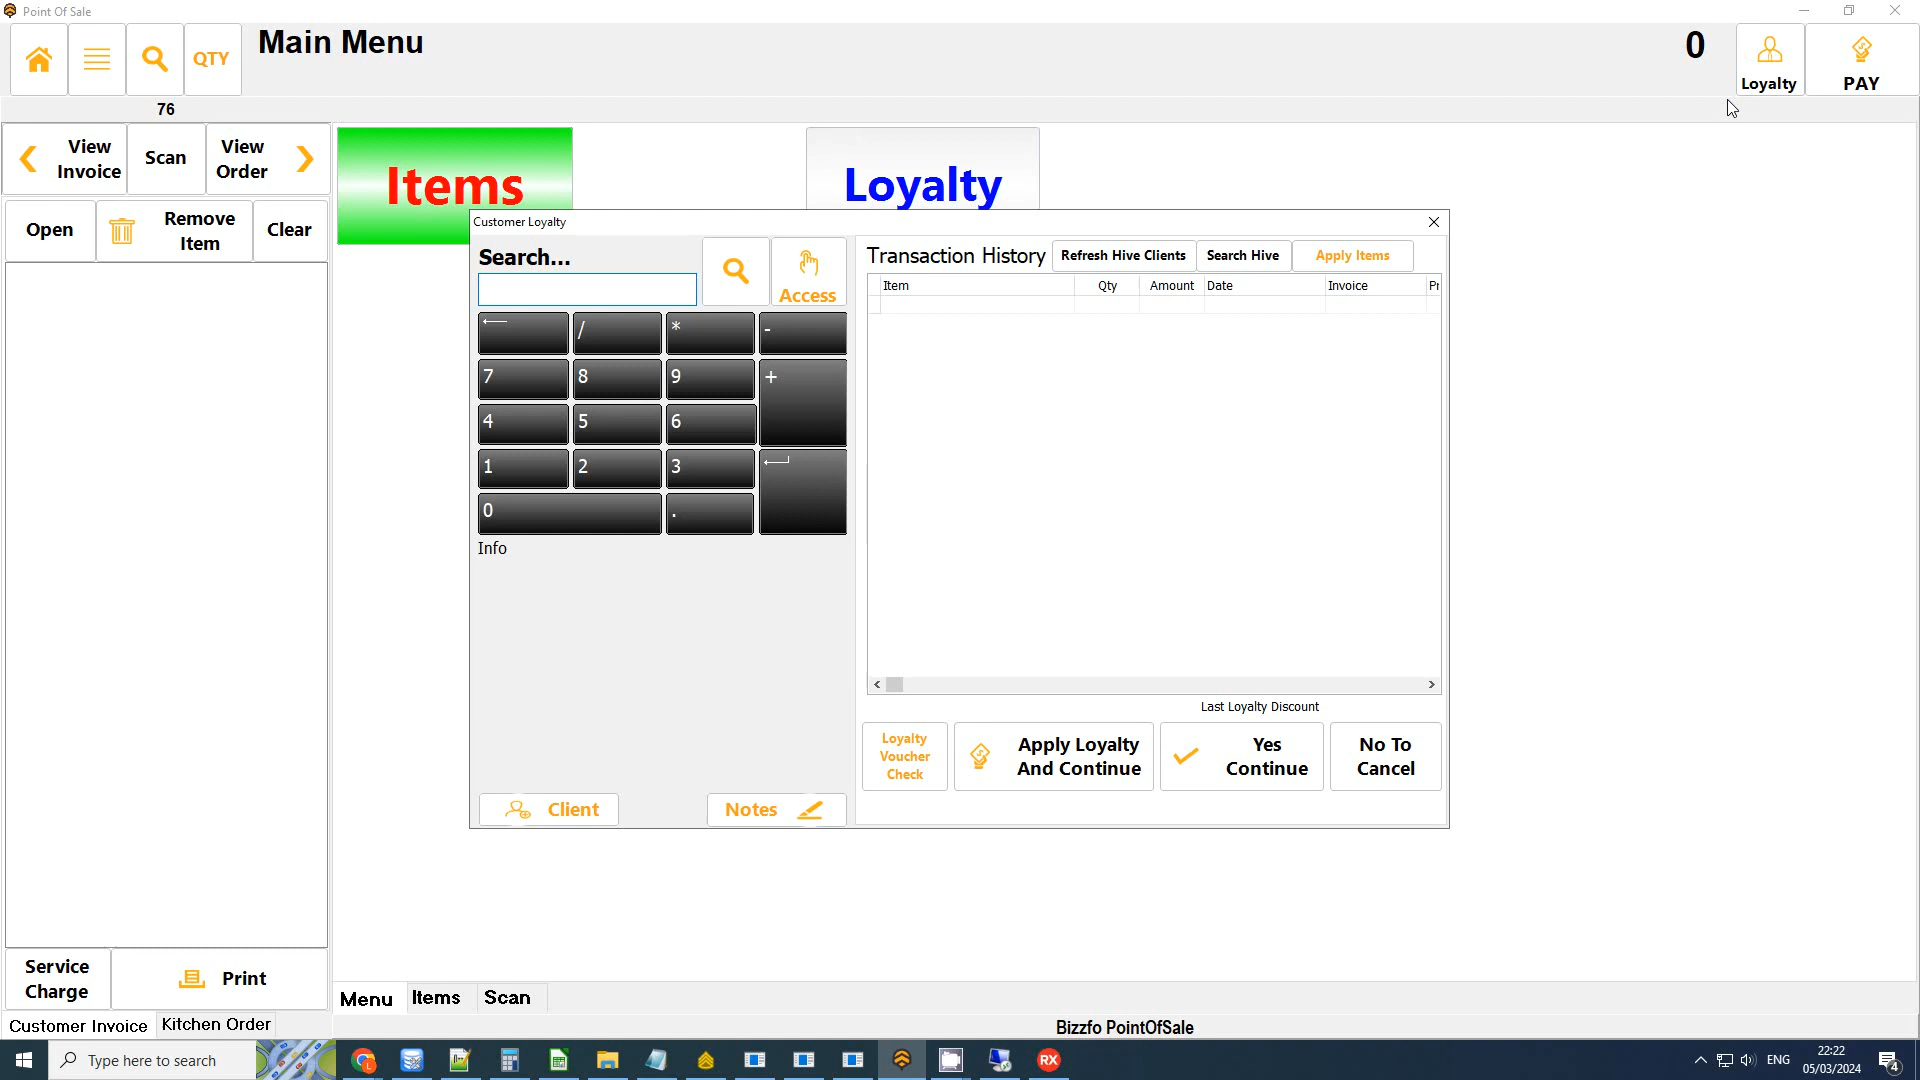 Point Of Sale
QTY
Main Menu
0
Loyalty
PAY
76
View Invoice
Scan
View Order
Open
Remove Item
Clear
Items
Loyalty
Customer Loyalty
Search...
Access
/
*
-
7
8
9
+
4
5
6
1
2
3
0
.
Info
Client
Notes
Transaction History
Refresh Hive Clients
Search Hive
Apply Items
Item
Qty
Amount
Date
Invoice
Pr
Last Loyalty Discount
Loyalty
Voucher
Check
Apply Loyalty
And Continue
Yes
Continue
No To
Cancel
Service
Charge
Print
Customer Invoice
Kitchen Order
Menu
Items
Scan
Bizzfo PointOfSale
Type here to search
L
RX
ENG
22:22
05/03/2024
4